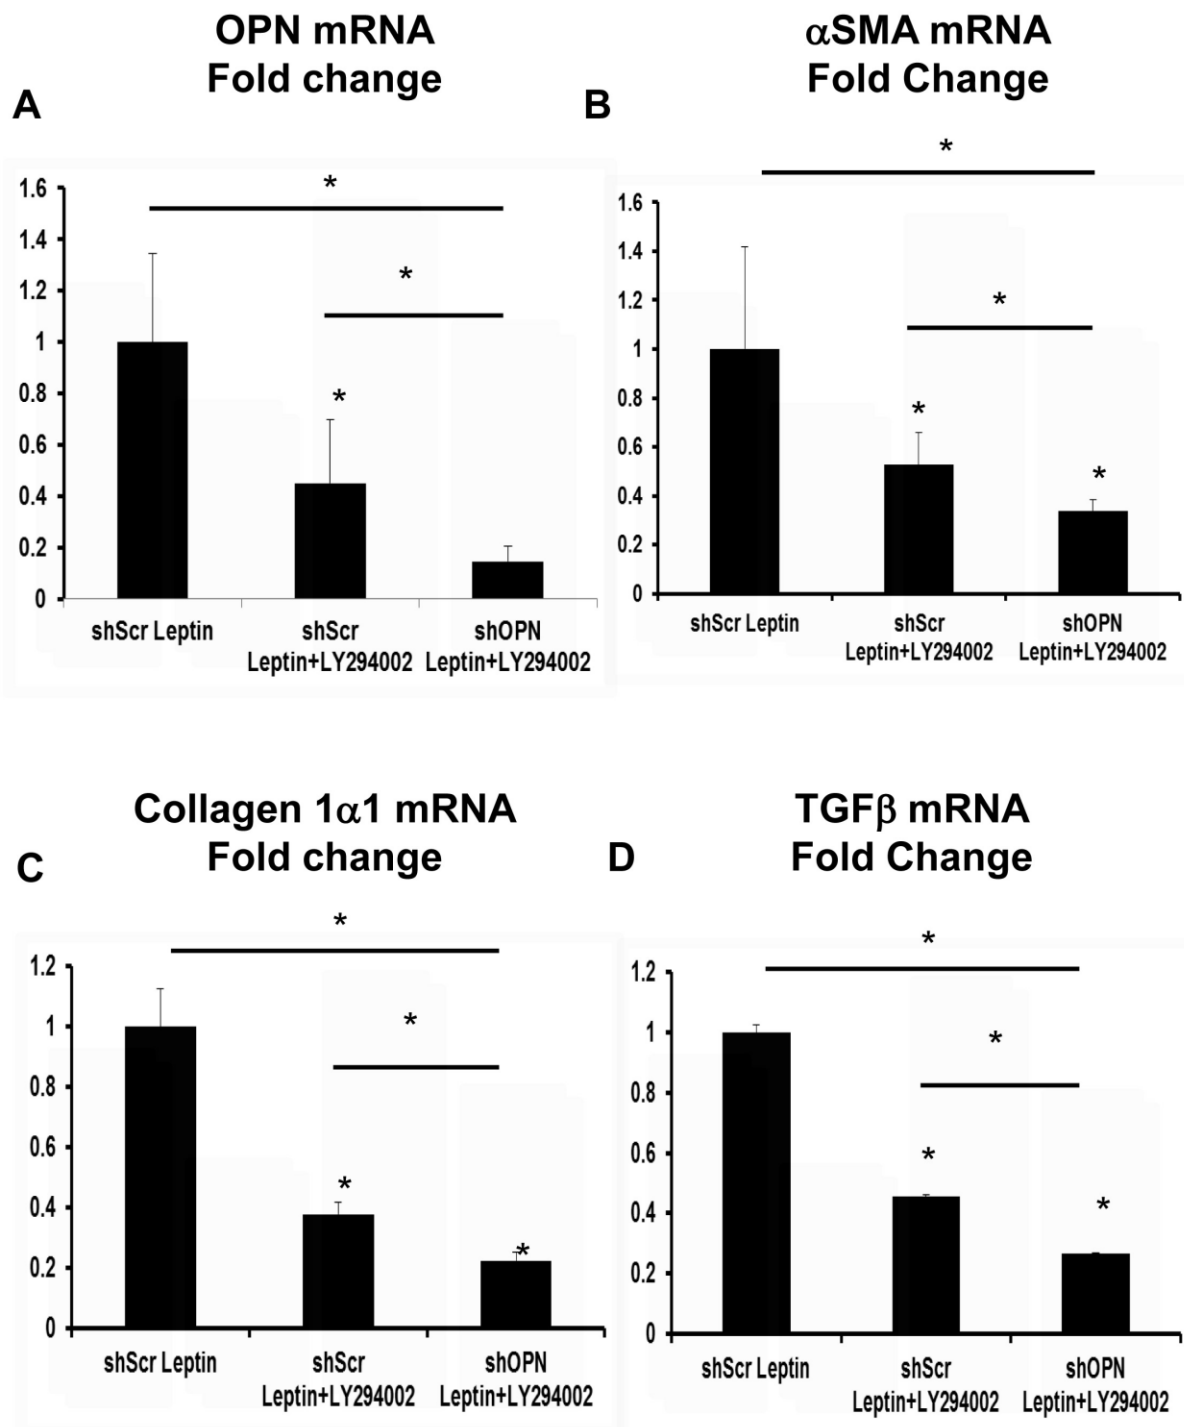 OPN mRNA
Fold change
A
*
*
*
1.6
1.4
1.2
1
0.8
0.6
0.4
0.2
0
shScr Leptin
shScr
Leptin+LY294002
shOPN
Leptin+LY294002
αSMA mRNA
Fold Change
B
*
*
*
*
1.6
1.4
1.2
1
0.8
0.6
0.4
0.2
0
shScr Leptin
shScr
Leptin+LY294002
shOPN
Leptin+LY294002
Collagen 1α1 mRNA
Fold change
C
*
*
*
*
1.2
1
0.8
0.6
0.4
0.2
0
shScr Leptin
shScr
Leptin+LY294002
shOPN
Leptin+LY294002
TGFβ mRNA
Fold Change
D
*
*
*
*
1.2
1
0.8
0.6
0.4
0.2
0
shScr Leptin
shScr
Leptin+LY294002
shOPN
Leptin+LY294002